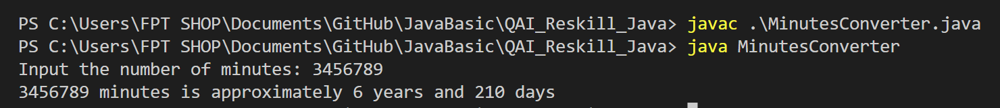 PS C:\Users\FPT SHOP\Documents\GitHub\JavaBasic\QAI_Reskill_Java> javac .\MinutesConverter.java
PS C:\Users\FPT SHOP\Documents\GitHub\JavaBasic\QAI_Reskill_Java> java MinutesConverter
Input the number of minutes: 3456789
3456789 minutes is approximately 6 years and 210 days